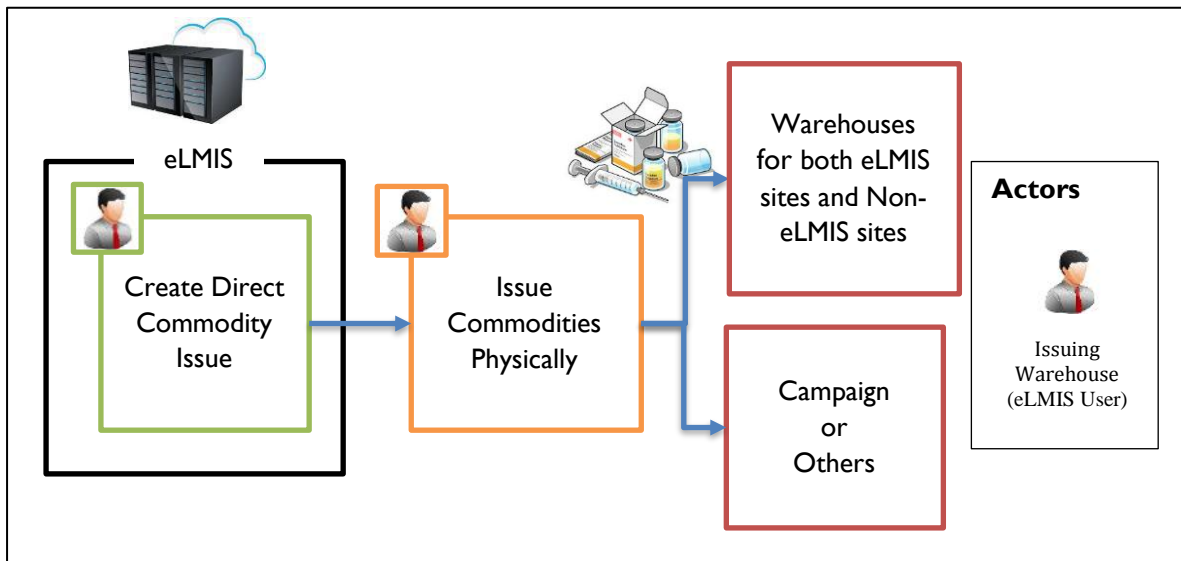 eLMIS
Create Direct
Commodity
Issue
Issue
Commodities
Physically
Warehouses
for both eLMIS
sites and Non-
eLMIS sites
Campaign
or
Others
Actors
Issuing
Warehouse
(eLMIS User)